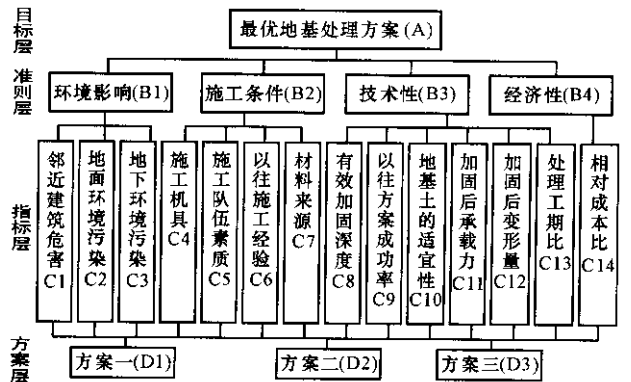 目标层
最优地基处理方案(A)
准则层
环境影响(B1)
施工条件(B2)
技术性(B3)
经济性(B4)
指标层
邻近建筑危害C1
地面环境污染C2
地下环境污染C3
施工机具C4
施工队伍素质C5
以往施工经验C6
材料来源C7
有效加固深度C8
以往方案成功率C9
地基土的适宜性C10
加固后承载力C11
加固后变形量C12
处理工期比C13
相对成本比C14
方案层
方案一(D1)
方案二(D2)
方案三(D3)